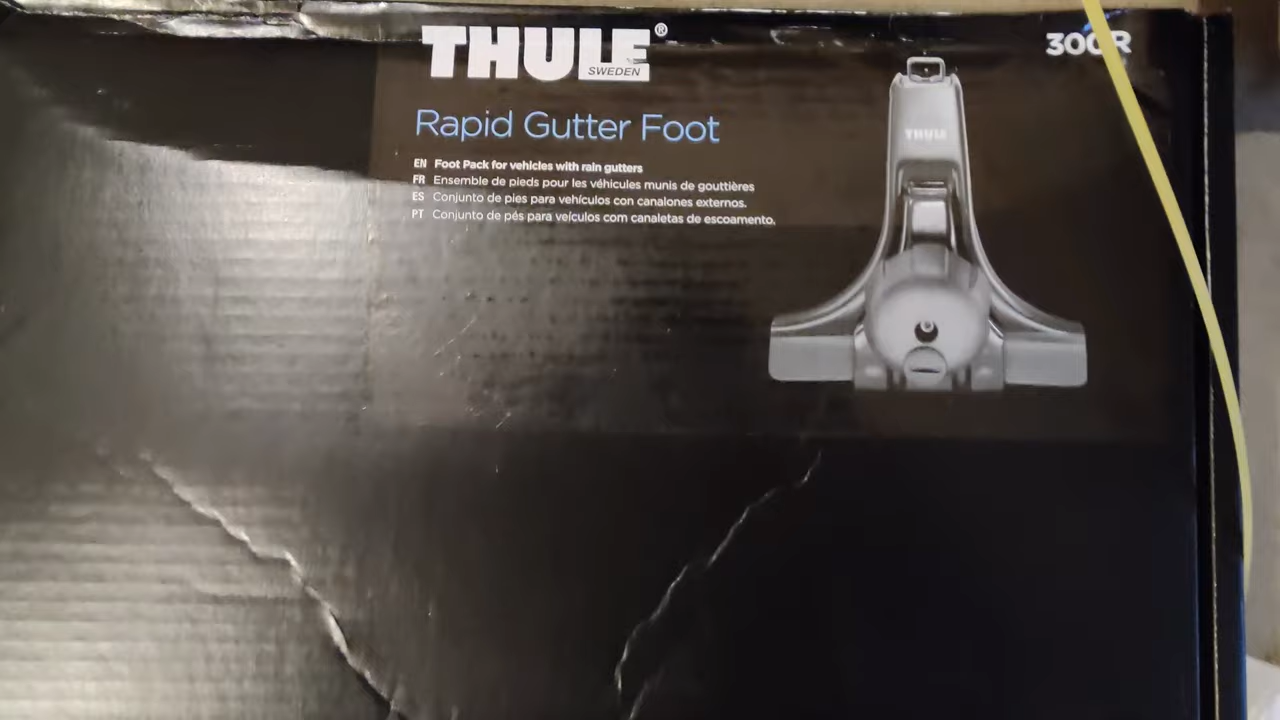 THULE®
SWEDEN
300R
Rapid Gutter Foot
EN Foot Pack for vehicles with rain gutters
FR Ensemble de pieds pour les véhicules munis de gouttières
ES Conjunto de pies para vehículos con canalones externos.
PT Conjunto de pés para veículos com canaletas de escoamento.
THULE